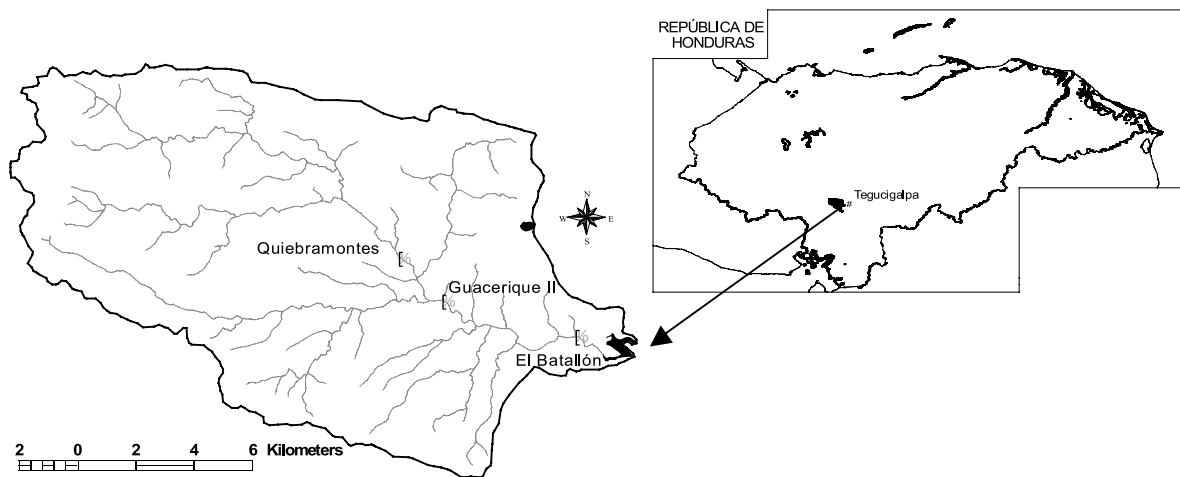 REPÚBLICA DE
HONDURAS
Tegucigalpa
#
N
W E
S
Quiebramontes
Guacerique II
El Batallón
2 0 2 4 6 Kilometers